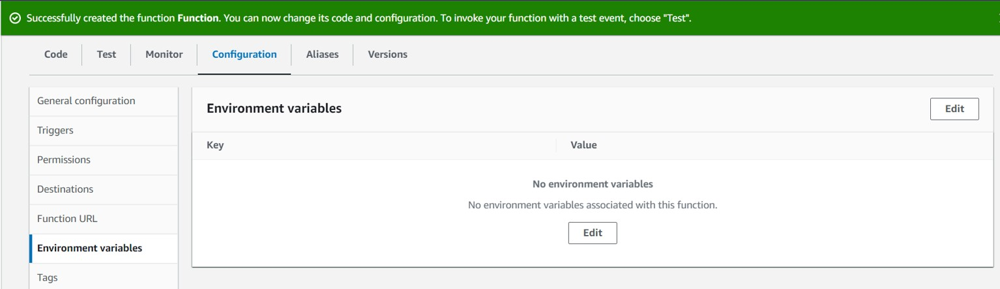 Successfully created the function Function. You can now change its code and configuration. To invoke your function with a test event, choose "Test".
Code Test Monitor Configuration Aliases Versions
General configuration
Triggers
Permissions
Destinations
Function URL
Environment variables
Tags
Environment variables
Edit
Key Value
No environment variables
No environment variables associated with this function.
Edit